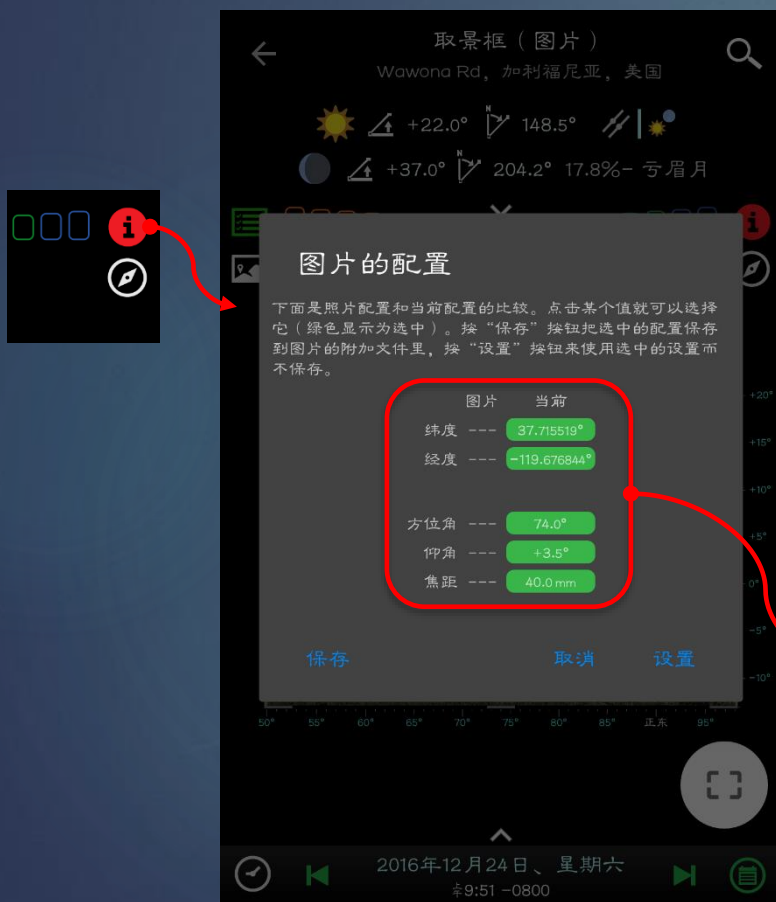 取景框（图片）
Wawona Rd, 加利福尼亚, 美国
+22.0° N 148.5°
+37.0° N 204.2° 17.8%- 亏眉月
图片的配置
下面是照片配置和当前配置的比较。点击某个值就可以选择
它（绿色显示为选中）。按“保存”按钮把选中的配置保存
到图片的附加文件里，按“设置”按钮来使用选中的设置而
不保存。
图片 当前
纬度 --- 37.715519°
经度 --- -119.676844°
方位角 --- 74.0°
仰角 --- +3.5°
焦距 --- 40.0 mm
保存 取消 设置
+20°
+15°
+10°
+5°
0°
-5°
-10°
50° 55° 60° 65° 70° 75° 80° 85° 正东 95°
2016年12月24日、星期六
上午9:51 -0800